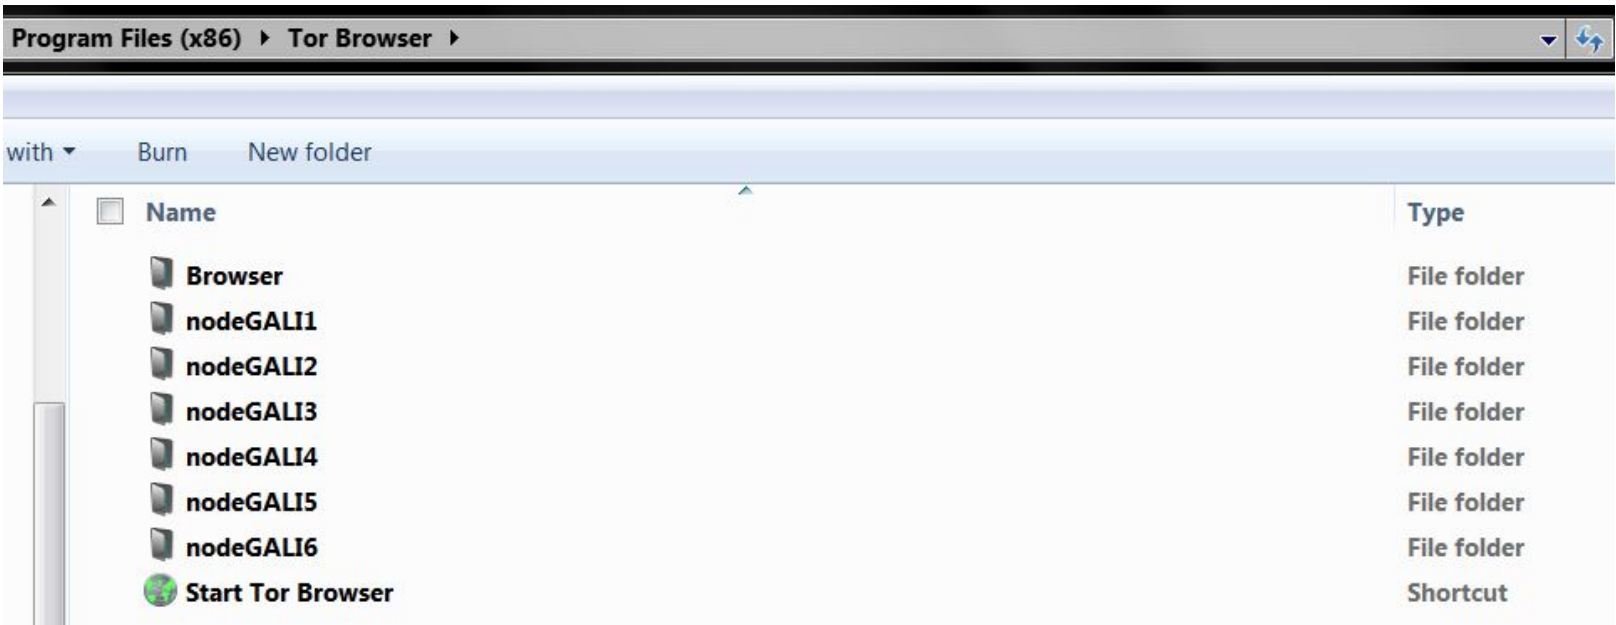 Program Files (x86) Tor Browser
with Burn New folder
Name Type
Browser File folder
nodeGALI1 File folder
nodeGALI2 File folder
nodeGALI3 File folder
nodeGALI4 File folder
nodeGALI5 File folder
nodeGALI6 File folder
Start Tor Browser Shortcut